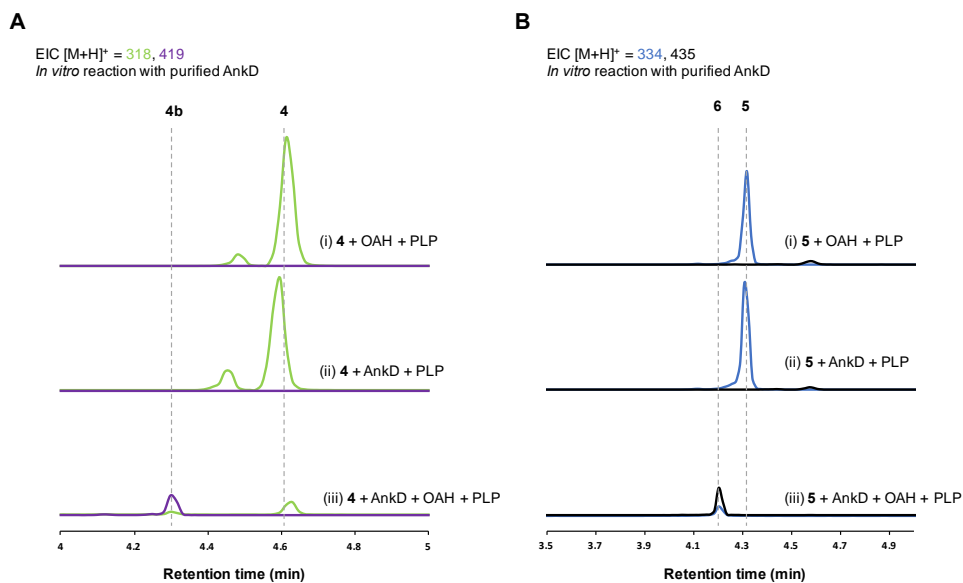 A
EIC [M+H]⁺ = 318, 419
In vitro reaction with purified AnkD
4b
4
(i) 4 + OAH + PLP
(ii) 4 + AnkD + PLP
(iii) 4 + AnkD + OAH + PLP
4
4.2
4.4
4.6
4.8
5
Retention time (min)
B
EIC [M+H]⁺ = 334, 435
In vitro reaction with purified AnkD
6
5
(i) 5 + OAH + PLP
(ii) 5 + AnkD + PLP
(iii) 5 + AnkD + OAH + PLP
3.5
3.7
3.9
4.1
4.3
4.5
4.7
4.9
Retention time (min)